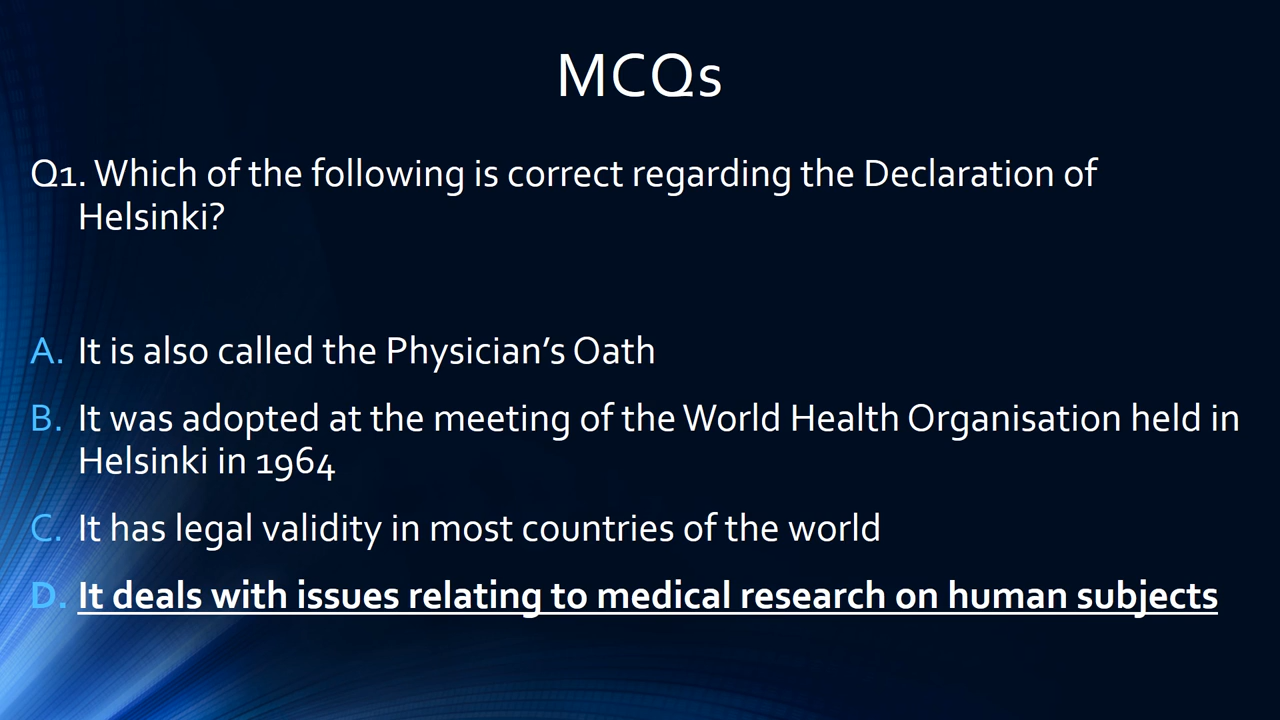 MCQs
Q1. Which of the following is correct regarding the Declaration of
Helsinki?
A. It is also called the Physician’s Oath
B. It was adopted at the meeting of the World Health Organisation held in
Helsinki in 1964
C. It has legal validity in most countries of the world
D. It deals with issues relating to medical research on human subjects